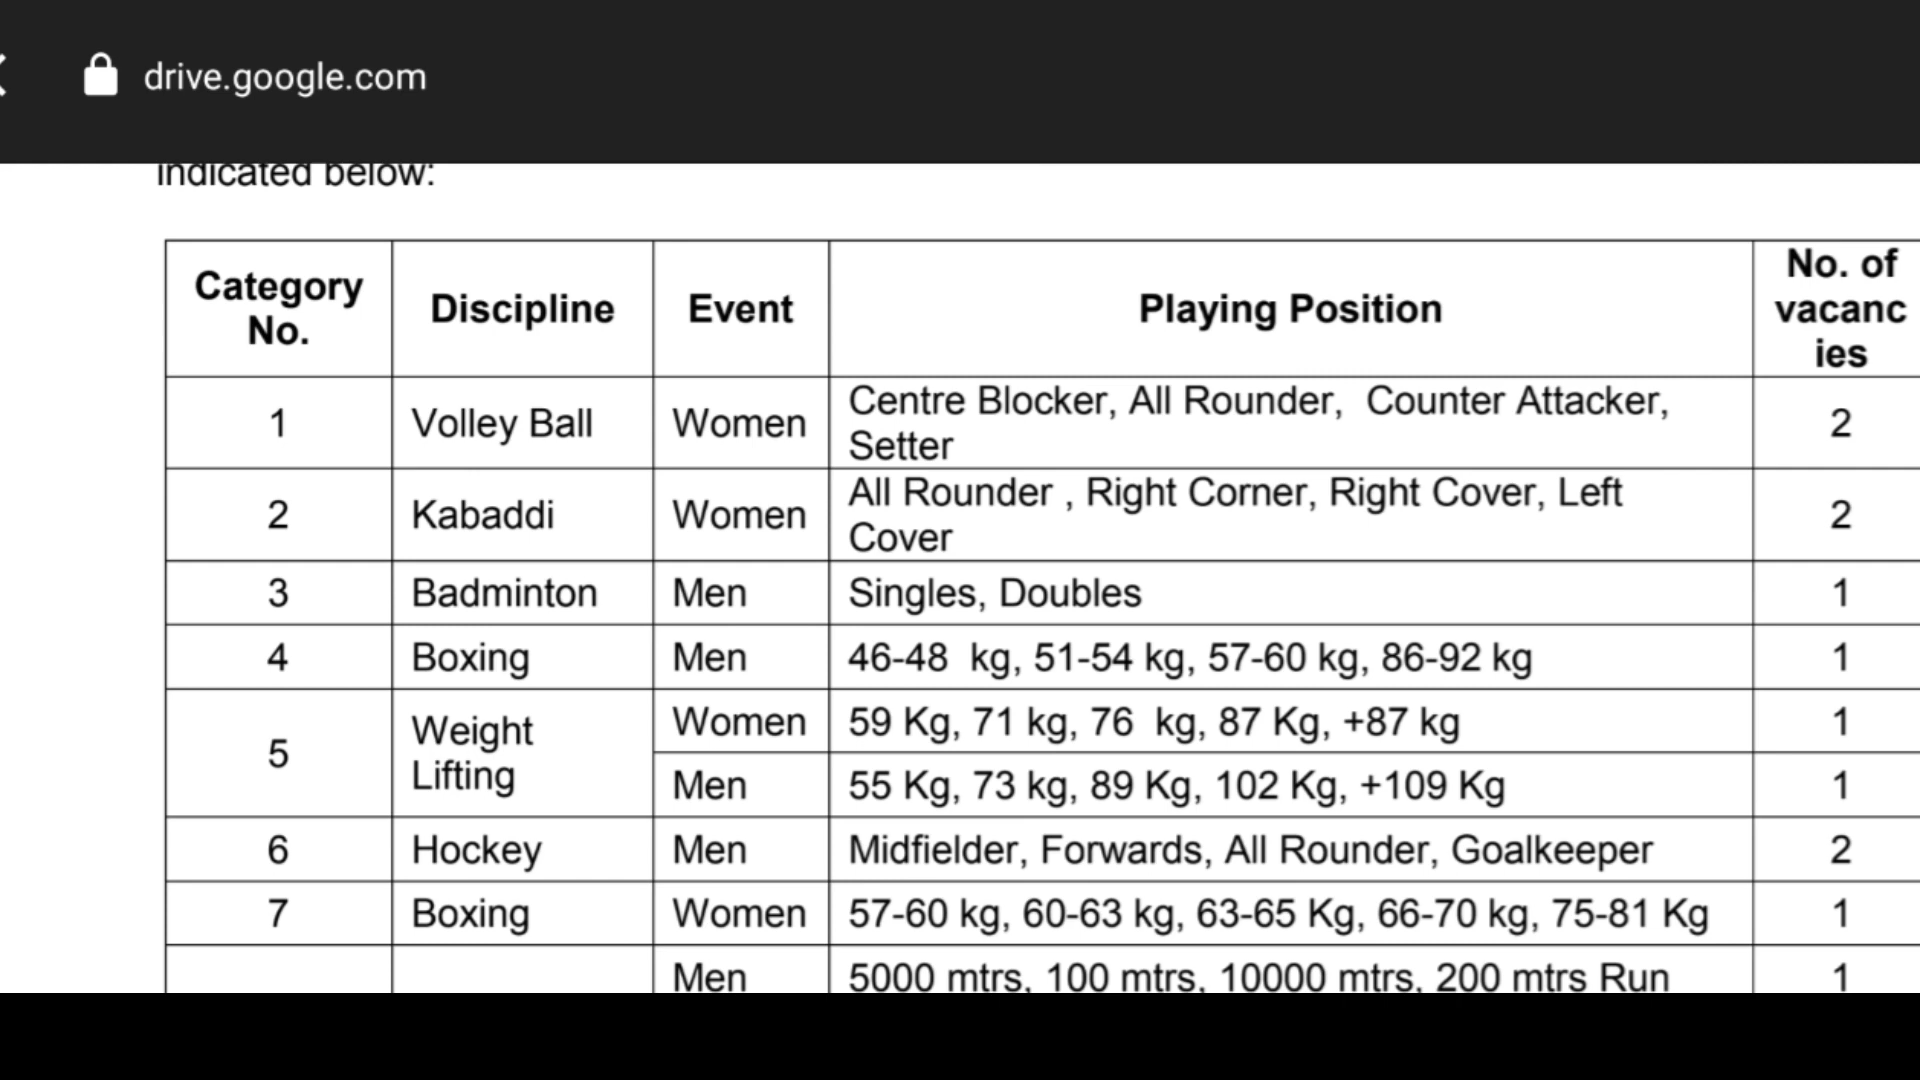 drive.google.com
indicated below:
Category No. Discipline Event Playing Position No. of vacanc ies
1 Volley Ball Women Centre Blocker, All Rounder, Counter Attacker, Setter 2
2 Kabaddi Women All Rounder , Right Corner, Right Cover, Left Cover 2
3 Badminton Men Singles, Doubles 1
4 Boxing Men 46-48 kg, 51-54 kg, 57-60 kg, 86-92 kg 1
5 Weight Lifting Women 59 Kg, 71 kg, 76 kg, 87 Kg, +87 kg 1
Men 55 Kg, 73 kg, 89 Kg, 102 Kg, +109 Kg 1
6 Hockey Men Midfielder, Forwards, All Rounder, Goalkeeper 2
7 Boxing Women 57-60 kg, 60-63 kg, 63-65 Kg, 66-70 kg, 75-81 Kg 1
Men 5000 mtrs, 100 mtrs, 10000 mtrs, 200 mtrs Run 1